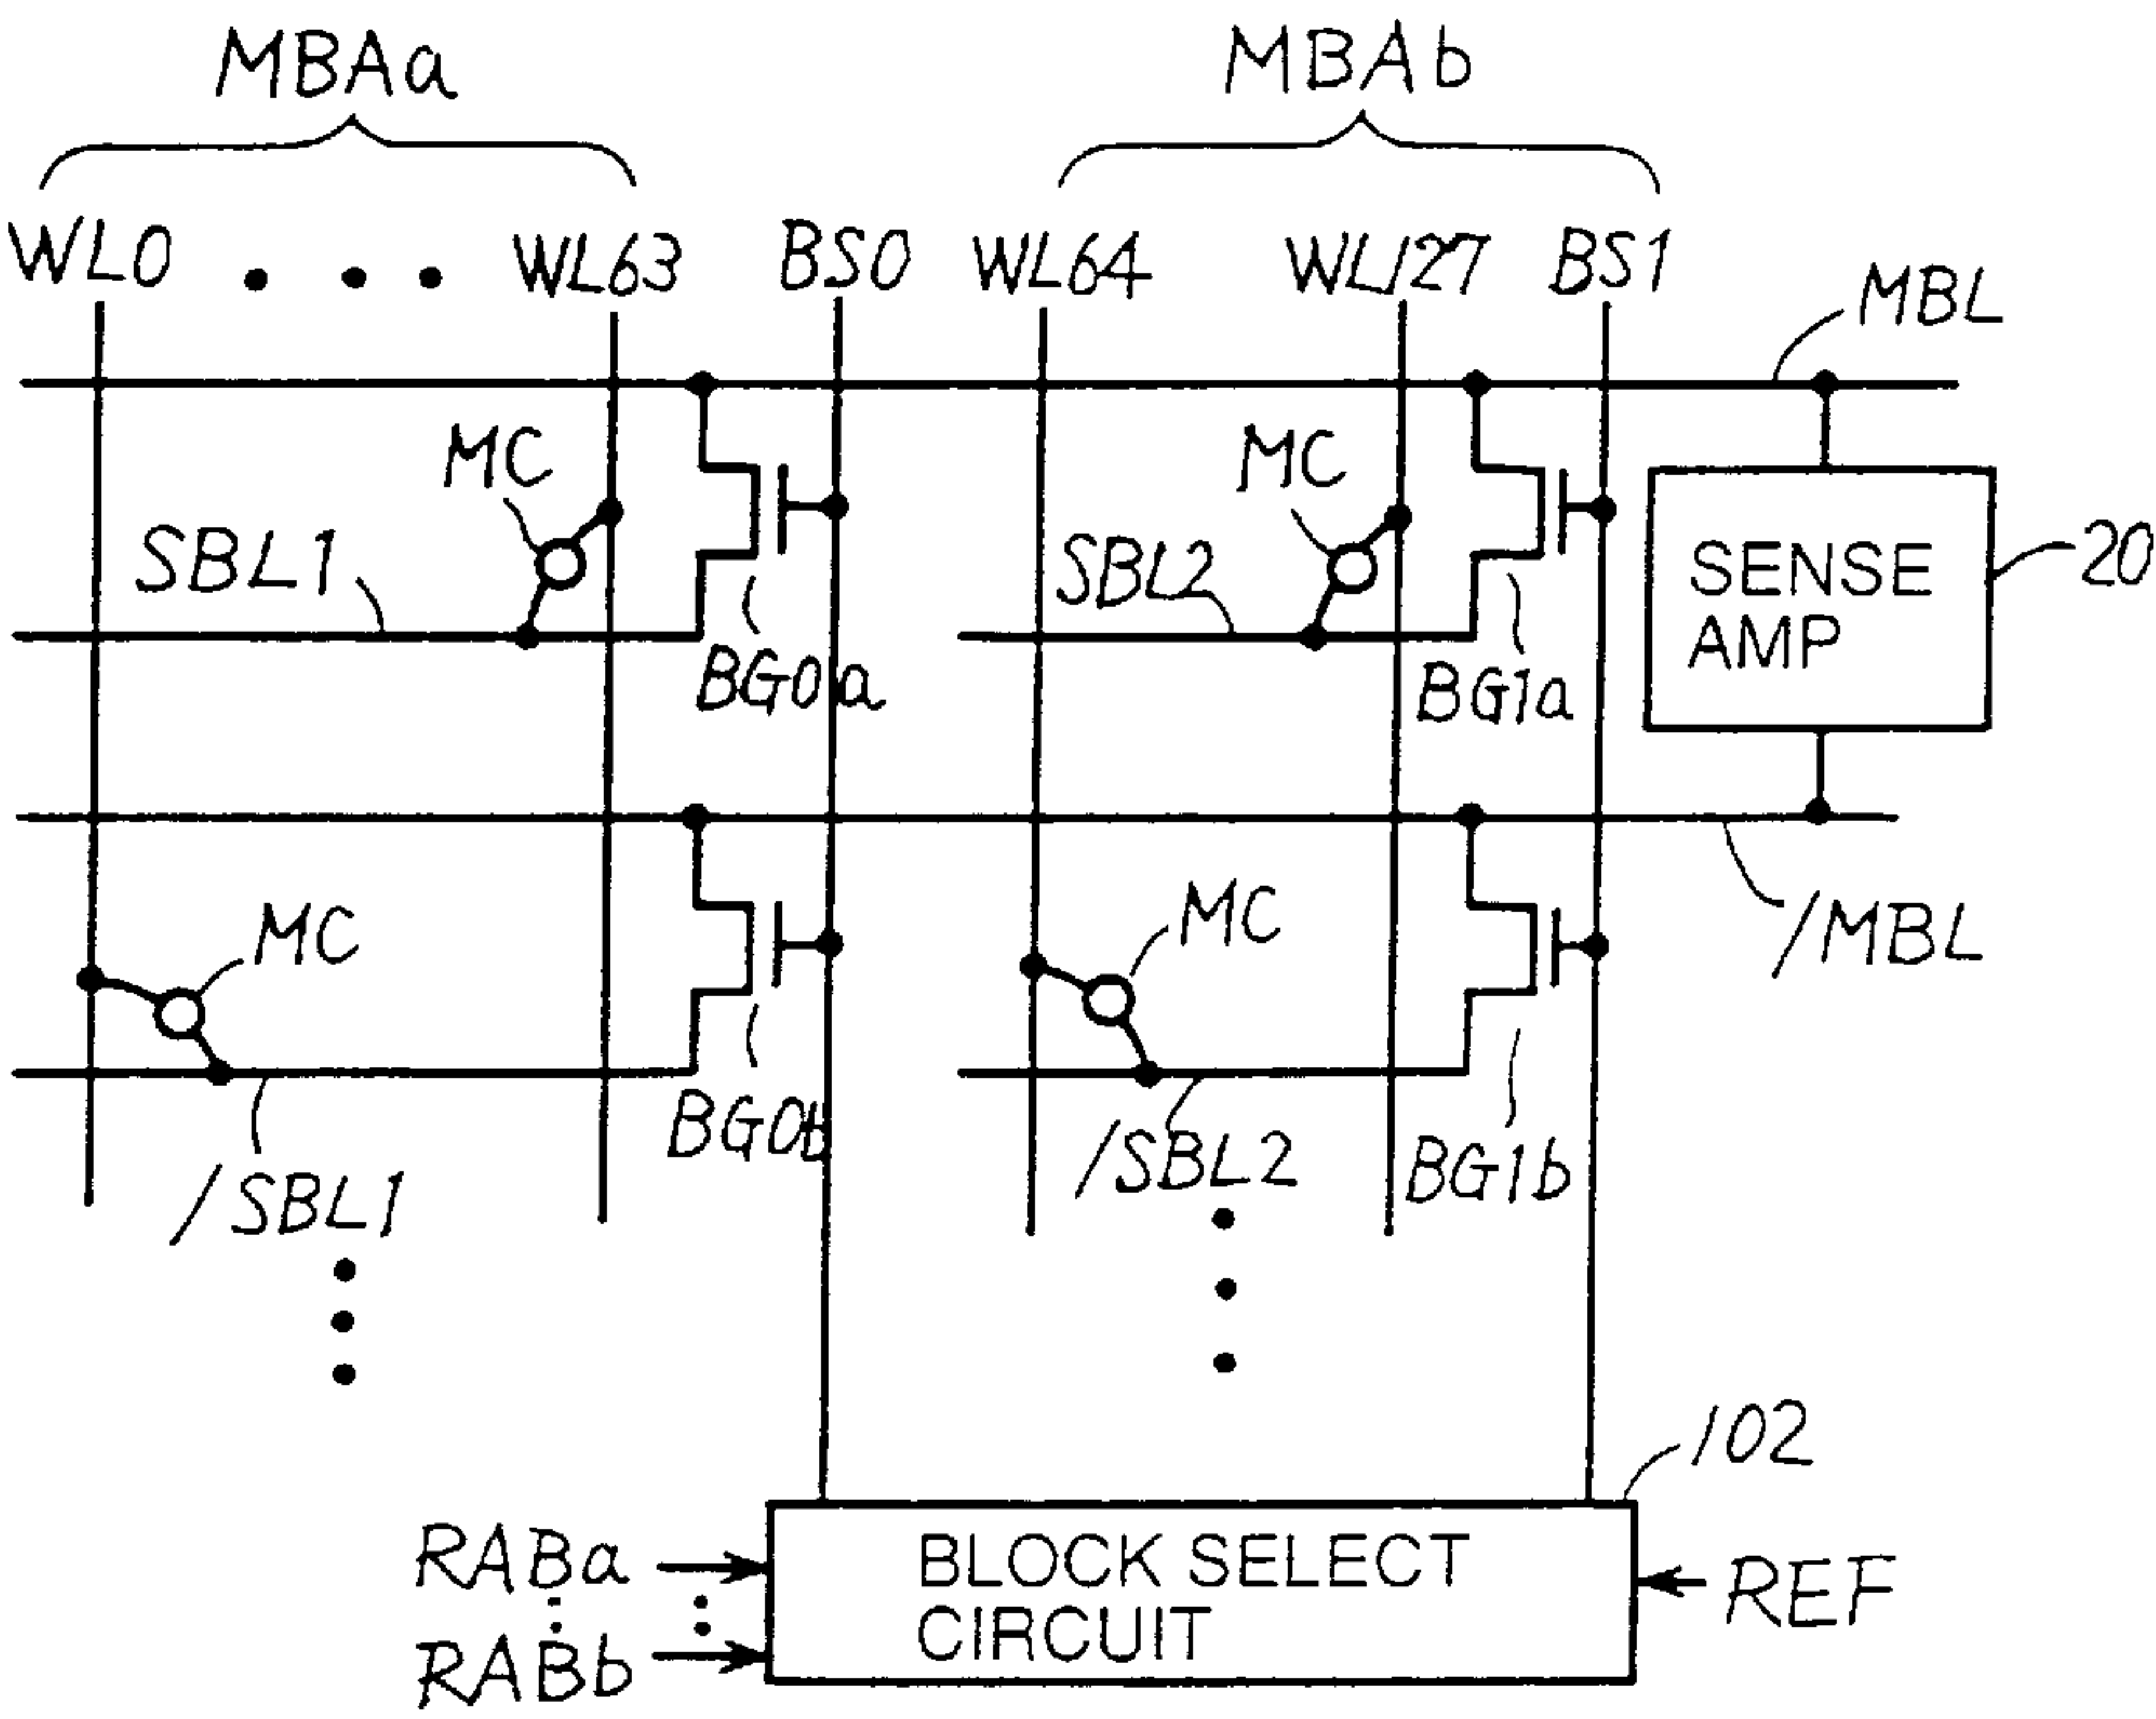 MBAa MBAb
WL0 • • • WL63 BS0 WL64 WL127 BS1
MBL
MC MC
SBL1 SBL2 SENSE AMP 20
BG0a BG1a
MC MC /MBL
BG0b /SBL2 BG1b
/SBL1
102
RABa BLOCK SELECT REF
RABb CIRCUIT